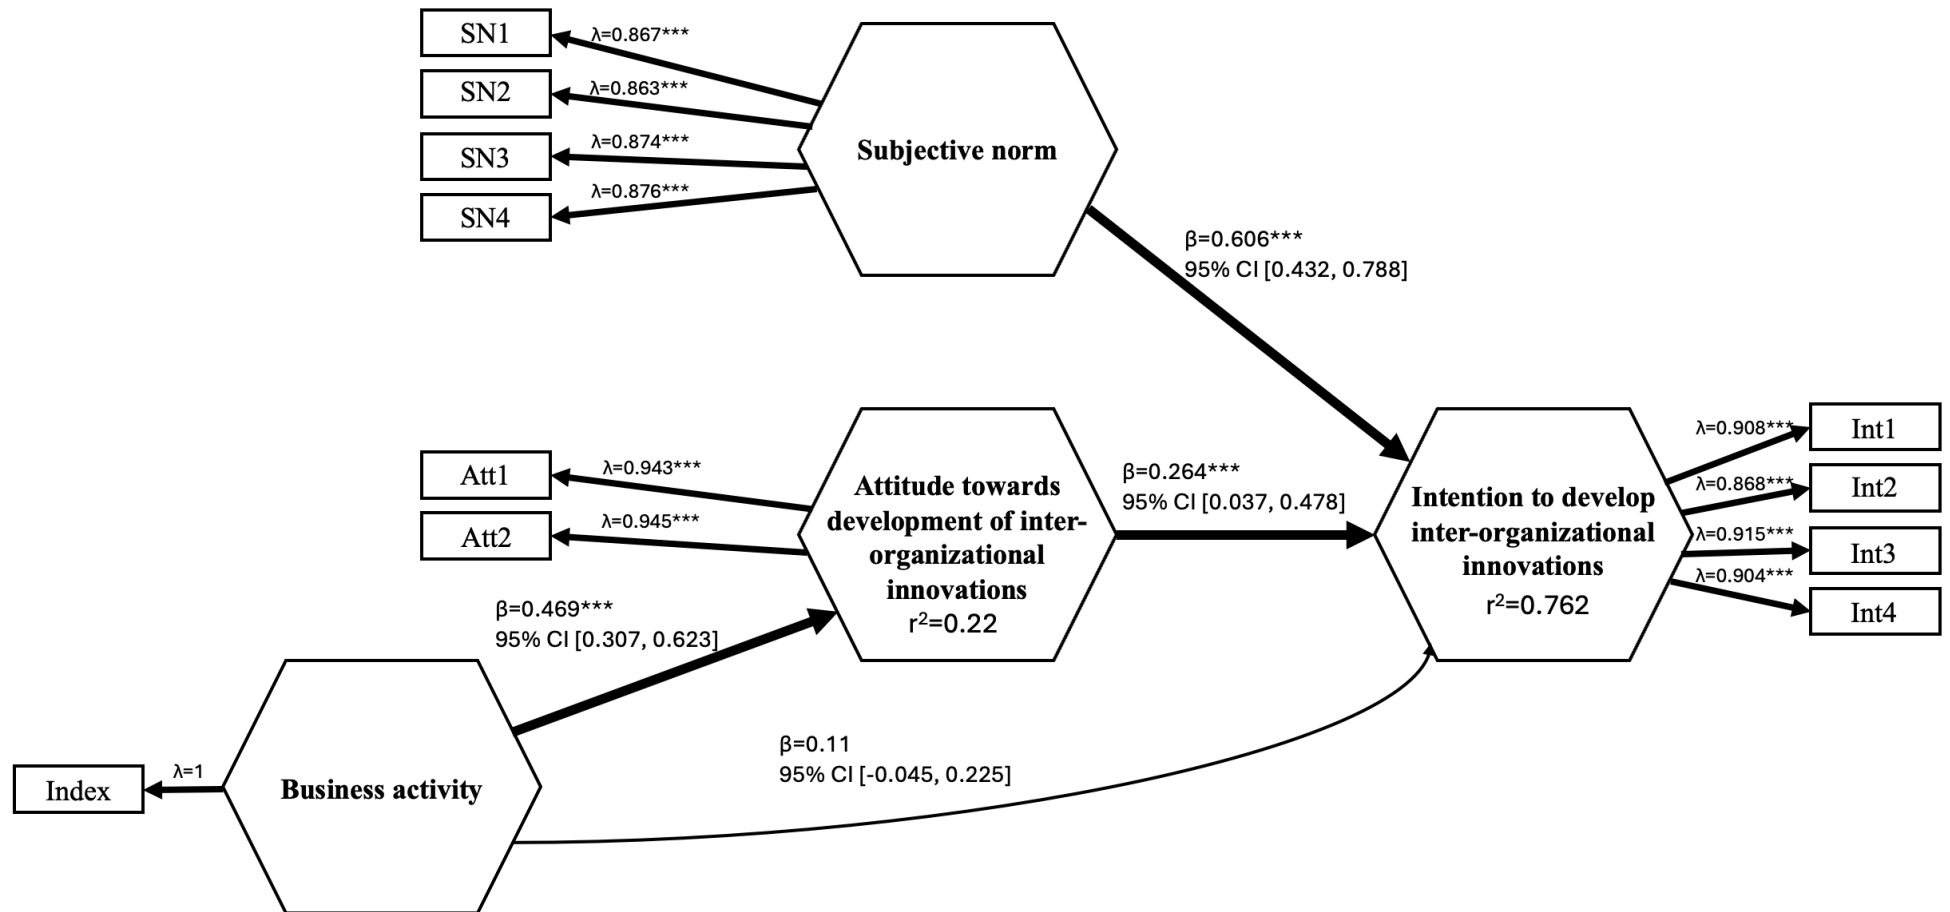 SN1
λ=0.867***
SN2
λ=0.863***
SN3
λ=0.874***
SN4
λ=0.876***
Subjective norm
β=0.606***
95% CI [0.432, 0.788]
Att1
λ=0.943***
Att2
λ=0.945***
Attitude towards
development of inter-
organizational
innovations
r²=0.22
β=0.264***
95% CI [0.037, 0.478]
Intention to develop
inter-organizational
innovations
r²=0.762
λ=0.908***
Int1
λ=0.868***
Int2
λ=0.915***
Int3
λ=0.904***
Int4
β=0.469***
95% CI [0.307, 0.623]
β=0.11
95% CI [-0.045, 0.225]
Index
λ=1
Business activity